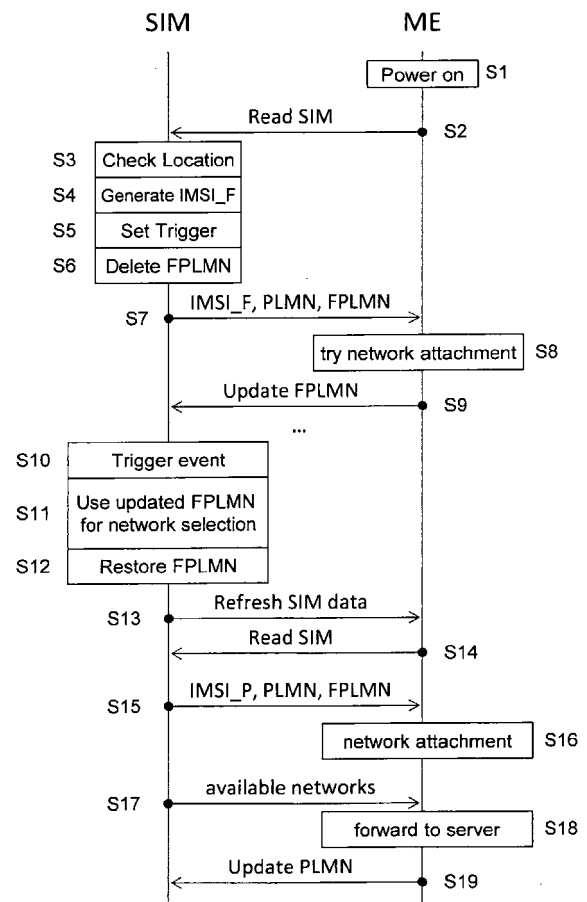 SIM ME
Power on S1
Read SIM
S2
S3 Check Location
S4 Generate IMSI_F
S5 Set Trigger
S6 Delete FPLMN
S7 IMSI_F, PLMN, FPLMN
try network attachment S8
Update FPLMN S9
...
S10 Trigger event
S11 Use updated FPLMN
for network selection
S12 Restore FPLMN
S13 Refresh SIM data
Read SIM S14
S15 IMSI_P, PLMN, FPLMN
network attachment S16
S17 available networks
forward to server S18
Update PLMN S19